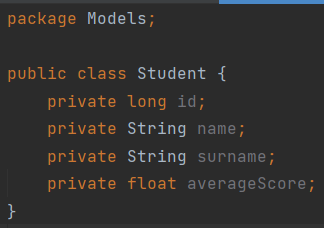 package Models;
public class Student {
private long id;
private String name;
private String surname;
private float averageScore;
}